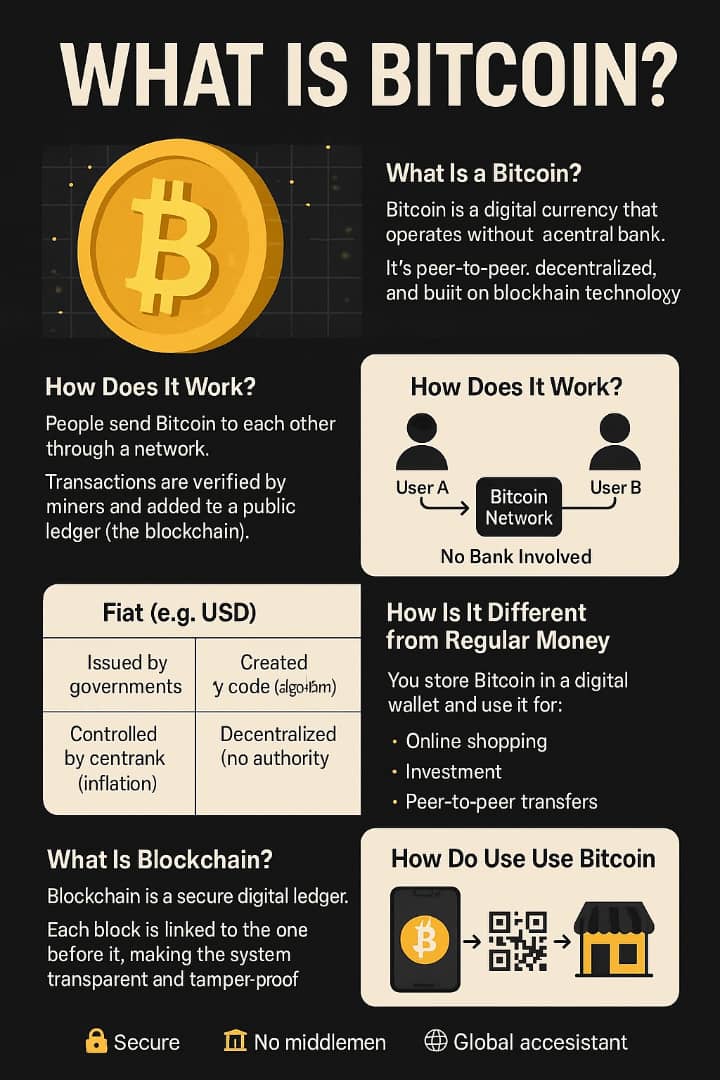 WHAT IS BITCOIN?
What Is a Bitcoin?
Bitcoin is a digital currency that
operates without acentral bank.
It's peer-to-peer. decentralized,
and buiit on blockhain technology
How Does It Work?
People send Bitcoin to each other
through a network.
Transactions are verified by
miners and added te a public
ledger (the blockchain).
How Does It Work?
User A
User B
Bitcoin
Network
No Bank Involved
Fiat (e.g. USD)
Issued by
governments
Created
y code
Controlled
by centrank
(inflation)
Decentralized
(no authority
How Is It Different
from Regular Money
You store Bitcoin in a digital
wallet and use it for:
• Online shopping
• Investment
• Peer-to-peer transfers
What Is Blockchain?
Blockchain is a secure digital ledger.
Each block is linked to the one
before it, making the system
transparent and tamper-proof
How Do Use Use Bitcoin
Secure
No middlemen
Global accesistant